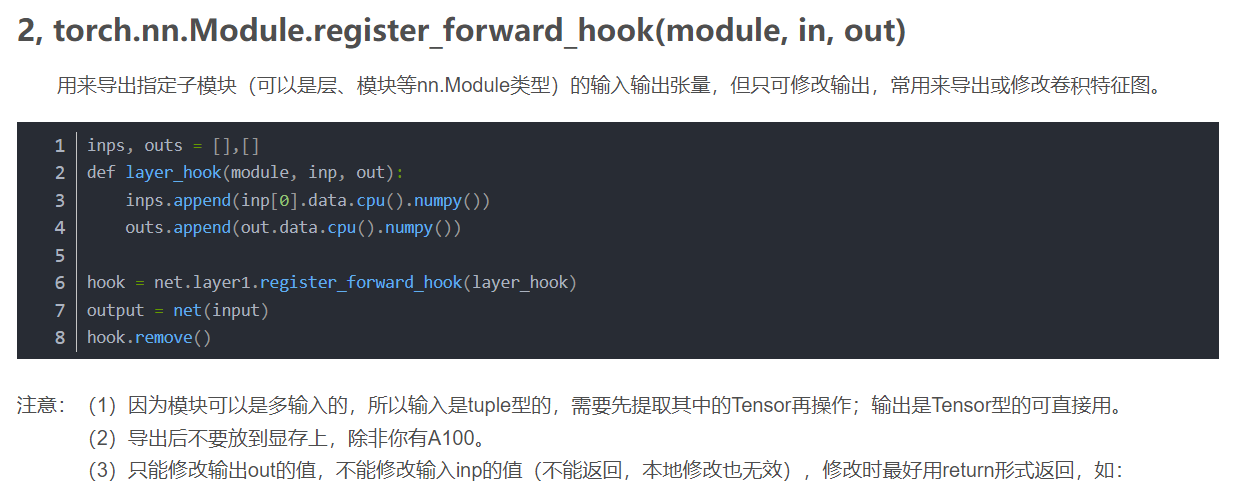 2, torch.nn.Module.register_forward_hook(module, in, out)
用来导出指定子模块（可以是层、模块等nn.Module类型）的输入输出张量，但只可修改输出，常用来导出或修改卷积特征图。
1 inps, outs = [],[]
2 def layer_hook(module, inp, out):
3     inps.append(inp[0].data.cpu().numpy())
4     outs.append(out.data.cpu().numpy())
5
6 hook = net.layer1.register_forward_hook(layer_hook)
7 output = net(input)
8 hook.remove()
注意：（1）因为模块可以是多输入的，所以输入是tuple型的，需要先提取其中的Tensor再操作；输出是Tensor型的可直接用。
（2）导出后不要放到显存上，除非你有A100。
（3）只能修改输出out的值，不能修改输入inp的值（不能返回，本地修改也无效），修改时最好用return形式返回，如：